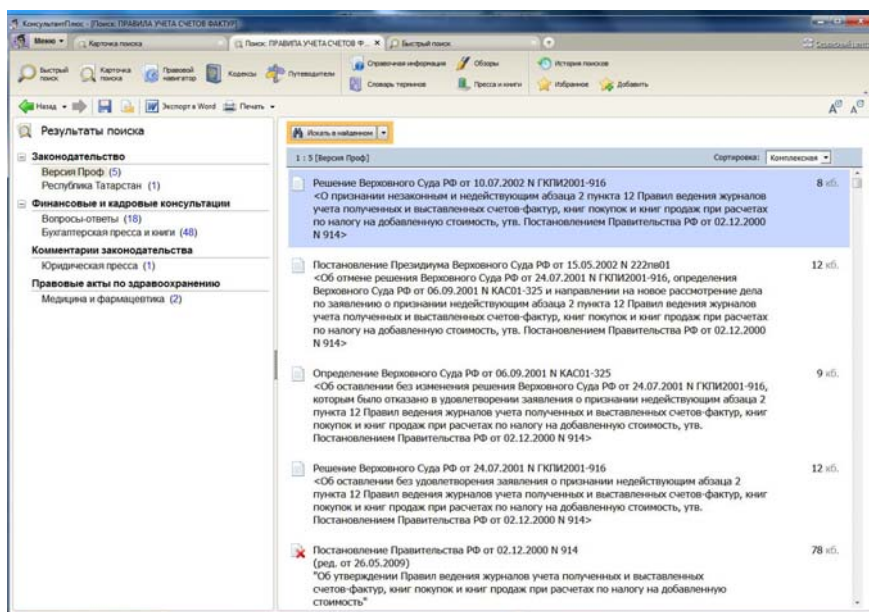 КонсультантПлюс - [Поиск: ПРАВИЛА УЧЕТА СЧЕТОВ ФАКТУР]
Меню
Карточка поиска
Поиск: ПРАВИЛА УЧЕТА СЧЕТОВ Ф...
Быстрый поиск
Быстрый поиск
Карточка поиска
Правовой навигатор
Кодексы
Путеводители
Справочная информация
Словарь терминов
Обзоры
Пресса и книги
История поисков
Избранное
Добавить
Назад
Экспорт в Word
Печать
Результаты поиска
Законодательство
Версия Проф (5)
Республика Татарстан (1)
Финансовые и кадровые консультации
Вопросы-ответы (18)
Бухгалтерская пресса и книги (48)
Комментарии законодательства
Юридическая пресса (1)
Правовые акты по здравоохранению
Медицина и фармацевтика (2)
Искать в найденном
1 : 5 [Версия Проф]
Сортировка: Комплексная
Решение Верховного Суда РФ от 10.07.2002 N ГКПИ2001-916 8 кб.
<О признании незаконным и недействующим абзаца 2 пункта 12 Правил ведения журналов
учета полученных и выставленных счетов-фактур, книг покупок и книг продаж при расчетах
по налогу на добавленную стоимость, утв. Постановлением Правительства РФ от 02.12.2000
N 914>
Постановление Президиума Верховного Суда РФ от 15.05.2002 N 222пв01 12 кб.
<Об отмене решения Верховного Суда РФ от 24.07.2001 N ГКПИ2001-916, определения
Верховного Суда РФ от 06.09.2001 N КАС01-325 и направлении на новое рассмотрение дела
по заявлению о признании недействующим абзаца 2 пункта 12 Правил ведения журналов
учета полученных и выставленных счетов-фактур, книг покупок и книг продаж при расчетах
по налогу на добавленную стоимость, утв. Постановлением Правительства РФ от 02.12.2000
N 914>
Определение Верховного Суда РФ от 06.09.2001 N КАС01-325 9 кб.
<Об оставлении без изменения решения Верховного Суда РФ от 24.07.2001 N ГКПИ2001-916,
которым было отказано в удовлетворении заявления о признании недействующим абзаца 2
пункта 12 Правил ведения журналов учета полученных и выставленных счетов-фактур, книг
покупок и книг продаж при расчетах по налогу на добавленную стоимость, утв.
Постановлением Правительства РФ от 02.12.2000 N 914>
Решение Верховного Суда РФ от 24.07.2001 N ГКПИ2001-916 12 кб.
<Об оставлении без удовлетворения заявления о признании недействующим абзаца 2
пункта 12 Правил ведения журналов учета полученных и выставленных счетов-фактур, книг
покупок и книг продаж при расчетах по налогу на добавленную стоимость, утв.
Постановлением Правительства РФ от 02.12.2000 N 914>
Постановление Правительства РФ от 02.12.2000 N 914 78 кб.
(ред. от 26.05.2009)
"Об утверждении Правил ведения журналов учета полученных и выставленных
счетов-фактур, книг покупок и книг продаж при расчетах по налогу на добавленную
стоимость"